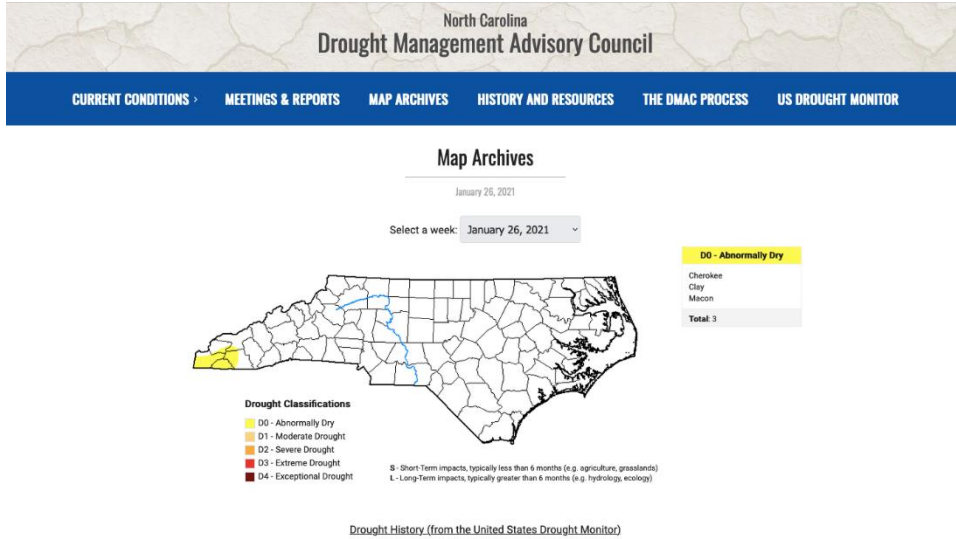 North Carolina
Drought Management Advisory Council
CURRENT CONDITIONS ›
MEETINGS & REPORTS
MAP ARCHIVES
HISTORY AND RESOURCES
THE DMAC PROCESS
US DROUGHT MONITOR
Map Archives
January 26, 2021
Select a week: January 26, 2021
D0 - Abnormally Dry
Cherokee
Clay
Macon
Total: 3
Drought Classifications
D0 - Abnormally Dry
D1 - Moderate Drought
D2 - Severe Drought
D3 - Extreme Drought
D4 - Exceptional Drought
S - Short-Term impacts, typically less than 6 months (e.g. agriculture, grasslands)
L - Long-Term impacts, typically greater than 6 months (e.g. hydrology, ecology)
Drought History (from the United States Drought Monitor)